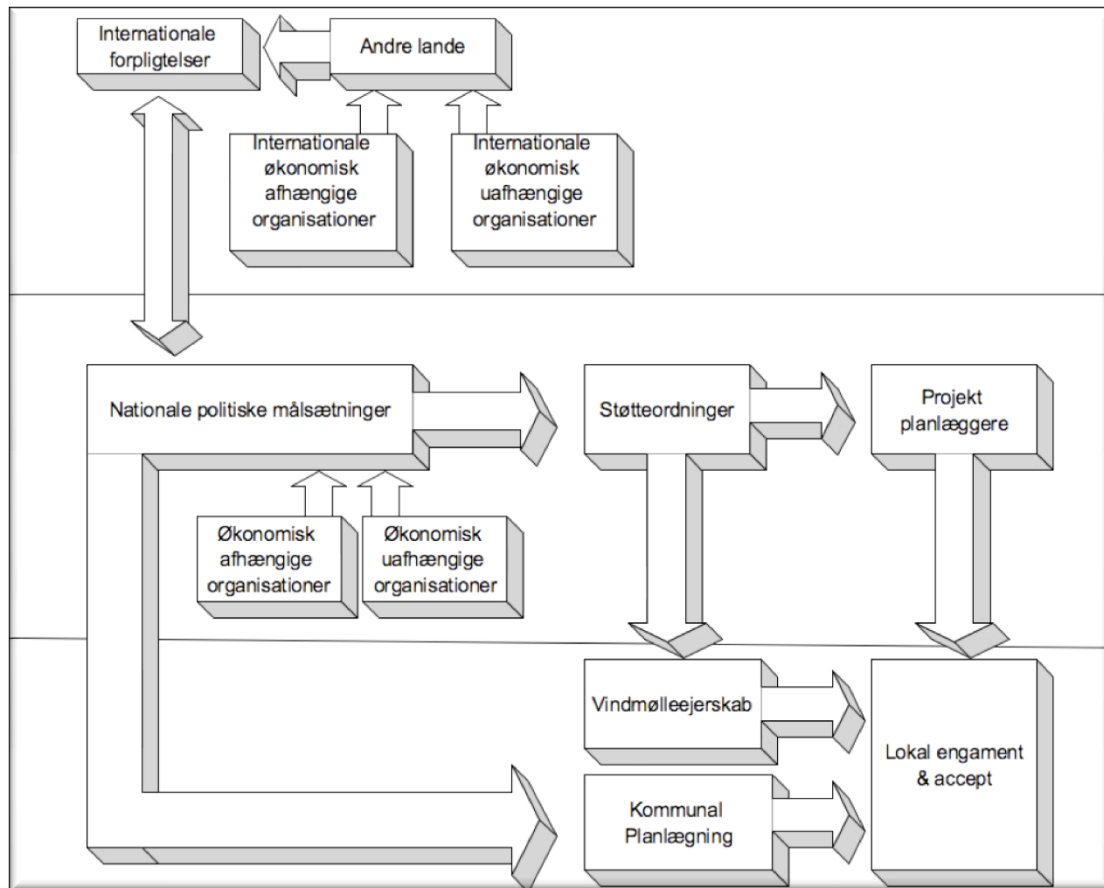 Internationale
forpligtelser
Andre lande
Internationale
økonomisk
afhængige
organisationer
Internationale
økonomisk
uafhængige
organisationer
Nationale politiske målsætninger
Støtteordninger
Projekt
planlæggere
Økonomisk
afhængige
organisationer
Økonomisk
uafhængige
organisationer
Vindmølleejerskab
Lokal engament
& accept
Kommunal
Planlægning